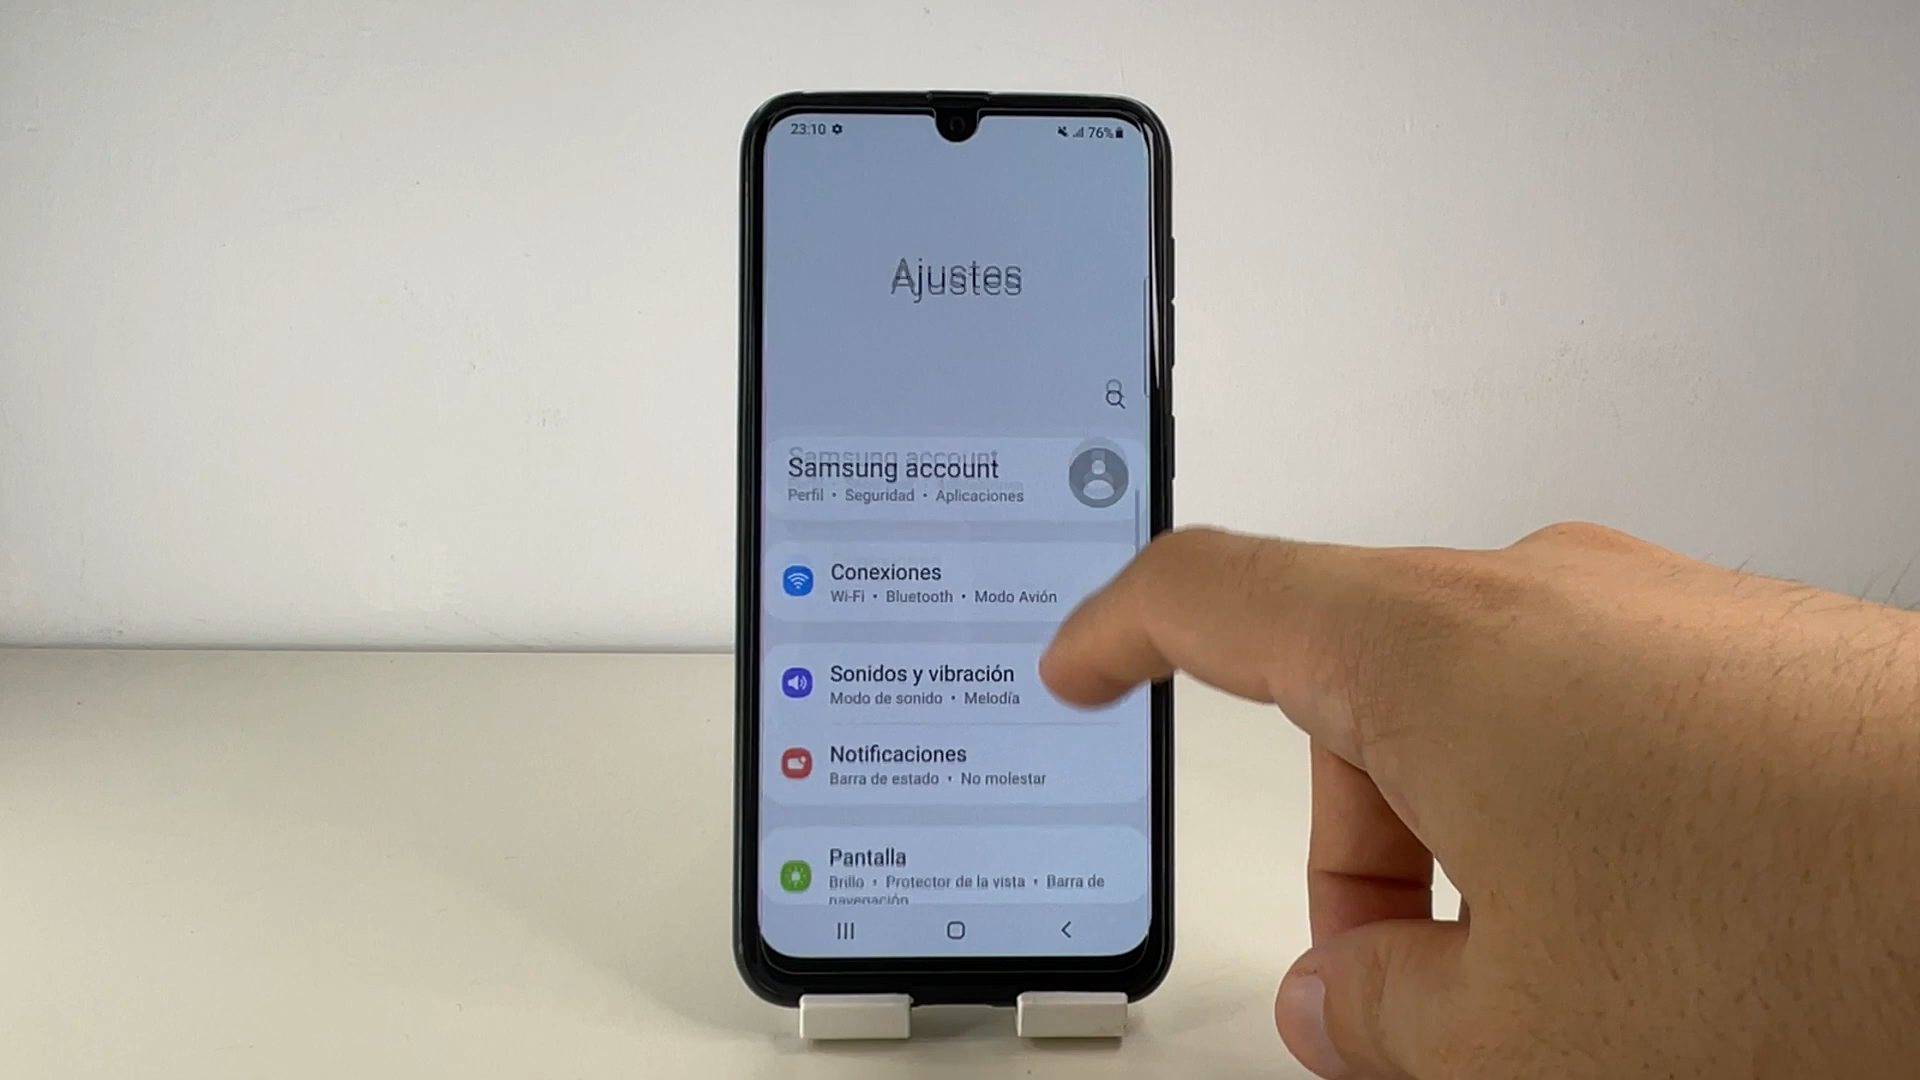 23:10
76%
Ajustes
Samsung account
Perfil • Seguridad • Aplicaciones
Conexiones
Wi-Fi • Bluetooth • Modo Avión
Sonidos y vibración
Modo de sonido • Melodía
Notificaciones
Barra de estado • No molestar
Pantalla
Brillo • Protector de la vista • Barra de
navegación